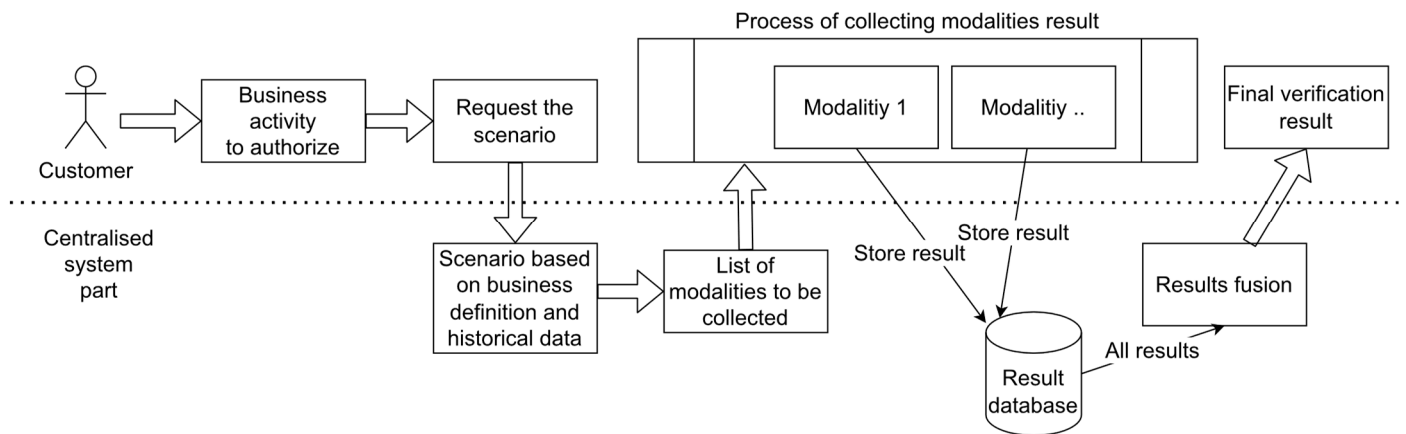 Process of collecting modalities result
Customer
Business
activity
to authorize
Request the
scenario
Modalitiy 1
Modalitiy ..
Final verification
result
Centralised
system
part
Scenario based
on business
definition and
historical data
List of
modalities to be
collected
Store result
Store result
Result
database
All results
Results fusion